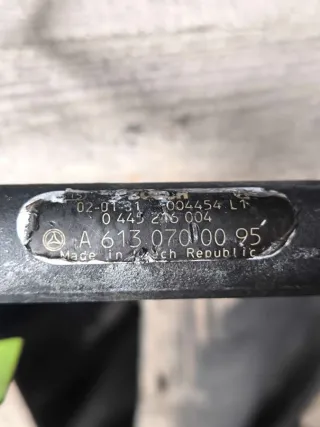 02-01-31 004454 L1
0 445 216 004
A 613 070 00 95
Made in Czech Republic